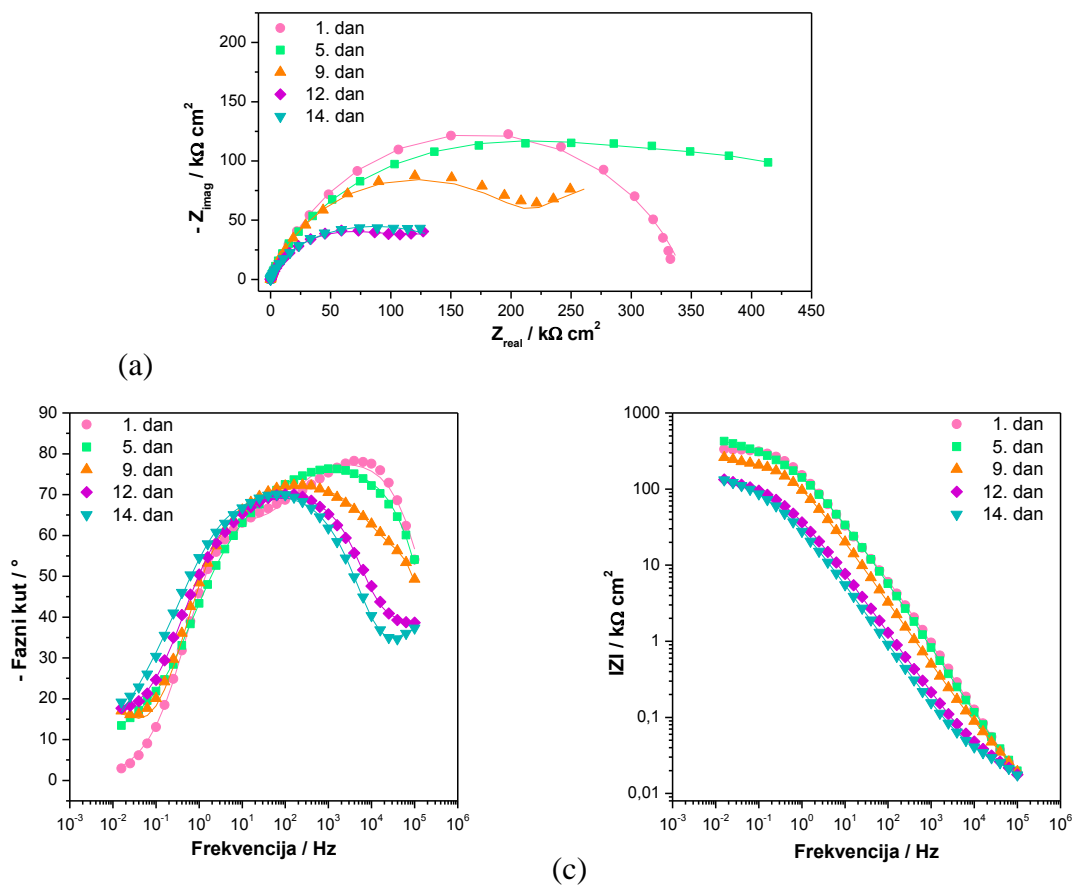 - Z_imag / kΩ cm²
200
150
100
50
0
1. dan
5. dan
9. dan
12. dan
14. dan
0 50 100 150 200 250 300 350 400 450
Z_real / kΩ cm²
(a)
- Fazni kut / °
90
80
70
60
50
40
30
20
10
0
1. dan
5. dan
9. dan
12. dan
14. dan
10⁻³ 10⁻² 10⁻¹ 10⁰ 10¹ 10² 10³ 10⁴ 10⁵ 10⁶
Frekvencija / Hz
IZI / kΩ cm²
1000
100
10
1
0,1
0,01
1. dan
5. dan
9. dan
12. dan
14. dan
10⁻³ 10⁻² 10⁻¹ 10⁰ 10¹ 10² 10³ 10⁴ 10⁵ 10⁶
Frekvencija / Hz
(c)